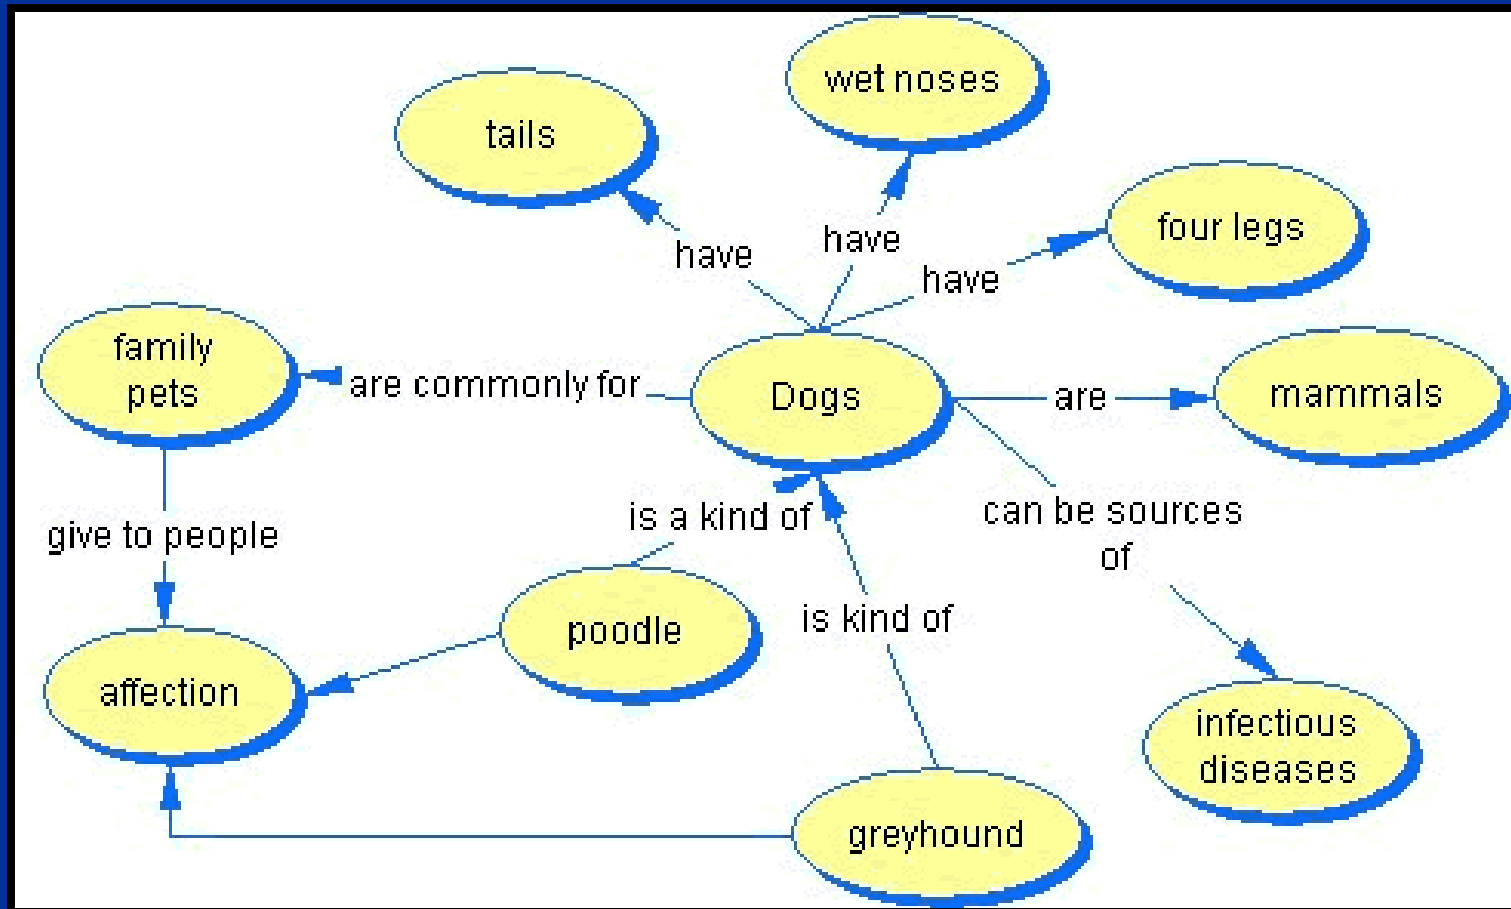 wet noses
tails
four legs
have
have
have
family
pets
are commonly for
Dogs
are
mammals
give to people
is a kind of
can be sources
of
poodle
is kind of
affection
infectious
diseases
greyhound